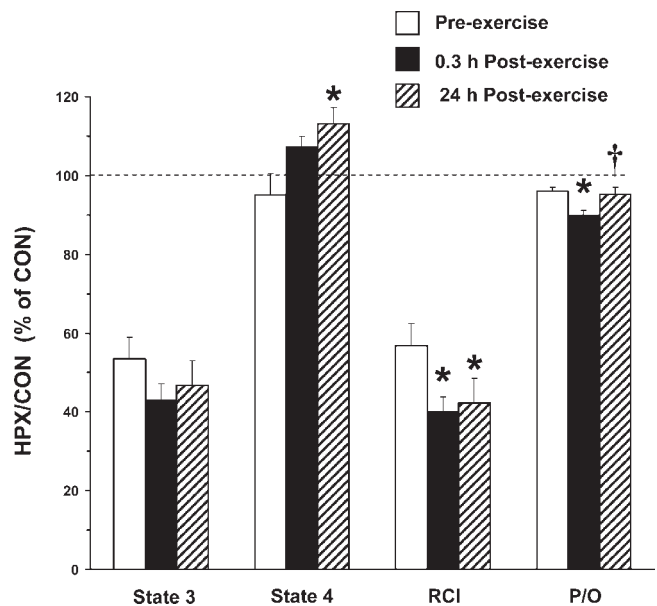 Pre-exercise
0.3 h Post-exercise
24 h Post-exercise
HPX/CON (% of CON)
120
100
80
60
40
20
0
*
*
†
*
*
State 3 State 4 RCI P/O